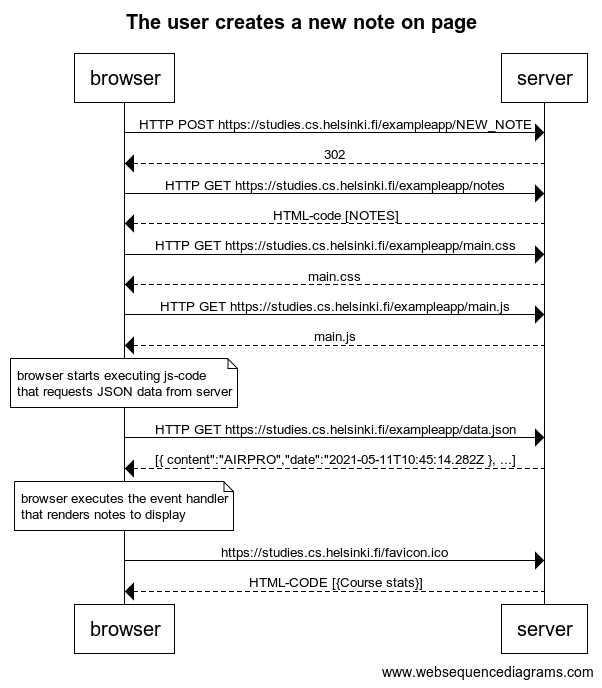 The user creates a new note on page
browser
server
HTTP POST https://studies.cs.helsinki.fi/exampleapp/NEW_NOTE
302
HTTP GET https://studies.cs.helsinki.fi/exampleapp/notes
HTML-code [NOTES]
HTTP GET https://studies.cs.helsinki.fi/exampleapp/main.css
main.css
HTTP GET https://studies.cs.helsinki.fi/exampleapp/main.js
main.js
browser starts executing js-code
that requests JSON data from server
HTTP GET https://studies.cs.helsinki.fi/exampleapp/data.json
[{ content":"AIRPRO","date":"2021-05-11T10:45:14.282Z }, ...]
browser executes the event handler
that renders notes to display
https://studies.cs.helsinki.fi/favicon.ico
HTML-CODE [{Course stats}]
browser
server
www.websequencediagrams.com